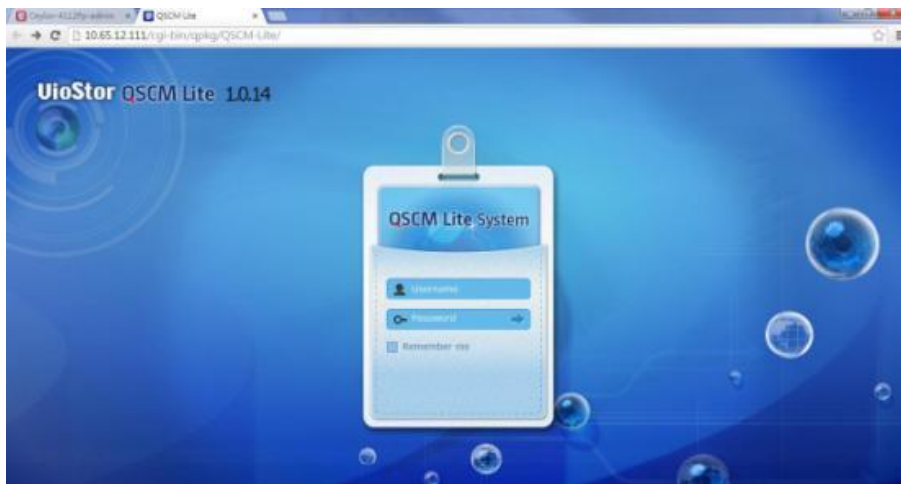 QSCM Lite
10.65.12.111/cgi-bin/qpkg/QSCM-Lite/
VioStor QSCM Lite 1.0.14
QSCM Lite System
Username
Password
Remember me